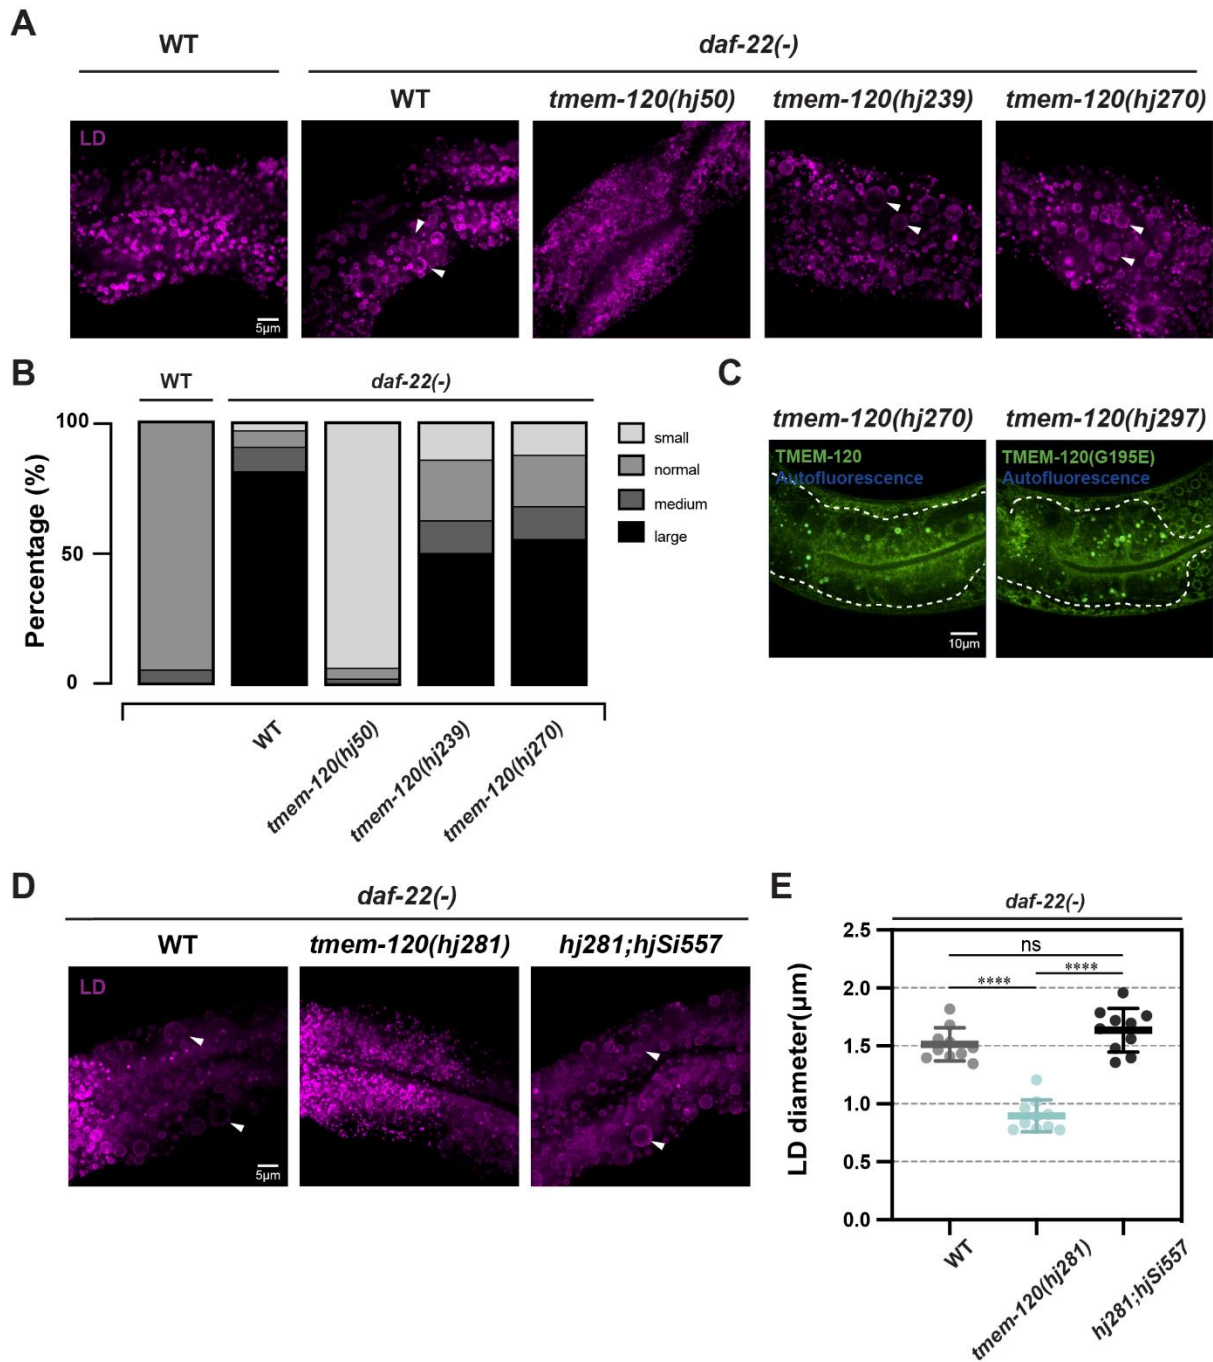 A
WT
daf-22(-)
WT
tmem-120(hj50)
tmem-120(hj239)
tmem-120(hj270)
LD
5µm
B
WT
daf-22(-)
100
50
0
Percentage (%)
small
normal
medium
large
WT
tmem-120(hj50)
tmem-120(hj239)
tmem-120(hj270)
C
tmem-120(hj270)
tmem-120(hj297)
TMEM-120
Autofluorescence
TMEM-120(G195E)
Autofluorescence
10µm
D
daf-22(-)
WT
tmem-120(hj281)
hj281;hjSi557
LD
5µm
E
daf-22(-)
2.5
2.0
1.5
1.0
0.5
0.0
LD diameter(µm)
ns
****
****
WT
tmem-120(hj281)
hj281;hjSi557